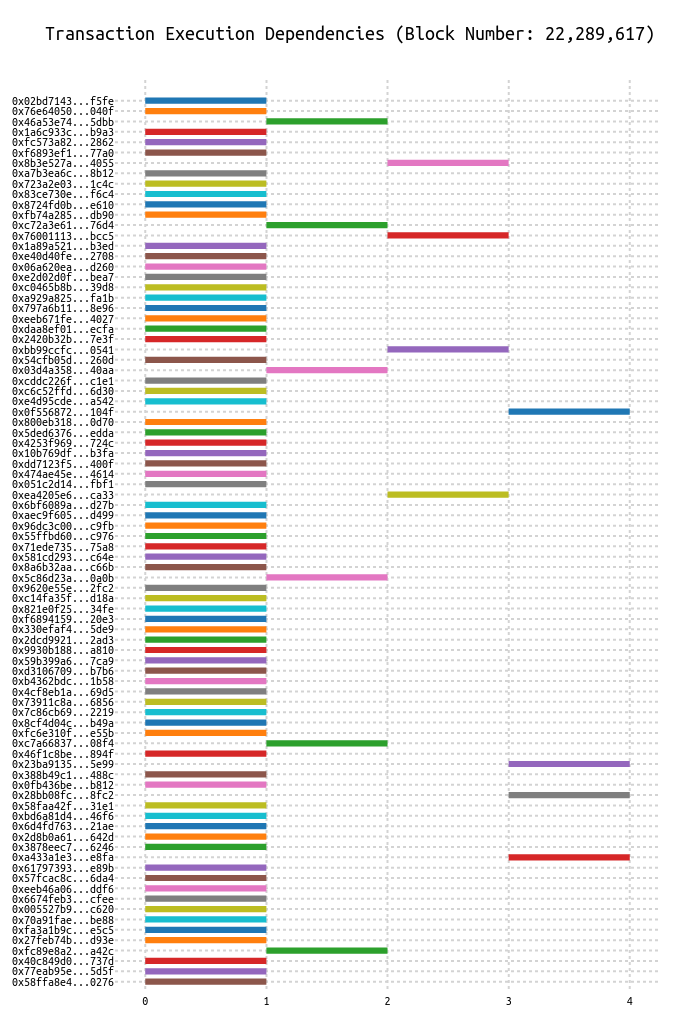 Transaction Execution Dependencies (Block Number: 22,289,617)
0x02bd7143...f5fe
0x76e64050...040f
0x46a53e74...5dbb
0x1a6c933c...b9a3
0xfc573a82...2862
0xf6893ef1...77a0
0x8b3e527a...4055
0xa7b3ea6c...8b12
0x723a2e03...1c4c
0x83ce730e...f6c4
0x8724fd0b...e610
0xfb74a285...db90
0xc72a3e61...76d4
0x76001113...bcc5
0x1a89a521...b3ed
0xe40d40fe...2708
0x06a620ea...d260
0xe2d02d0f...bea7
0xc0465b8b...39d8
0xa929a825...fa1b
0x797a6b11...8e96
0xeeb671fe...4027
0xdaa8ef01...ecfa
0x2420b32b...7e3f
0xbb99ccfc...0541
0x54cfb05d...260d
0x03d4a358...40aa
0xcddc226f...c1e1
0xc6c52ffd...6d30
0xe4d95cde...a542
0x0f556872...104f
0x800eb318...0d70
0x5ded6376...edda
0x4253f969...724c
0x10b769df...b3fa
0xdd7123f5...400f
0x474ae45e...4614
0x051c2d14...fbf1
0xea4205e6...ca33
0x6bf6089a...d27b
0xaec9f605...d499
0x96dc3c00...c9fb
0x55ffbd60...c976
0x71ede735...75a8
0x581cd293...c64e
0x8a6b32aa...c66b
0x5c86d23a...0a0b
0x9620e55e...2fc2
0xc14fa35f...d18a
0x821e0f25...34fe
0xf6894159...20e3
0x330efaf4...5de9
0x2dcd9921...2ad3
0x9930b188...a810
0x59b399a6...7ca9
0xd3106709...b7b6
0xb4362bdc...1b58
0x4cf8eb1a...69d5
0x73911c8a...6856
0x7c86cb69...2219
0x8cf4d04c...b49a
0xfc6e310f...e55b
0xc7a66837...08f4
0x46f1c8be...894f
0x23ba9135...5e99
0x388b49c1...488c
0x0fb436be...b812
0x28bb08fc...8fc2
0x58faa42f...31e1
0xbd6a81d4...46f6
0x6d4fd763...21ae
0x2d8b0a61...642d
0x3878eec7...6246
0xa433a1e3...e8fa
0x61797393...e89b
0x57fcac8c...6da4
0xeeb46a06...ddf6
0x6674feb3...cfee
0x005527b9...c620
0x70a91fae...be88
0xfa3a1b9c...e5c5
0x27feb74b...d93e
0xfc89e8a2...a42c
0x40c849d0...737d
0x77eab95e...5d5f
0x58ffa8e4...0276
0 1 2 3 4